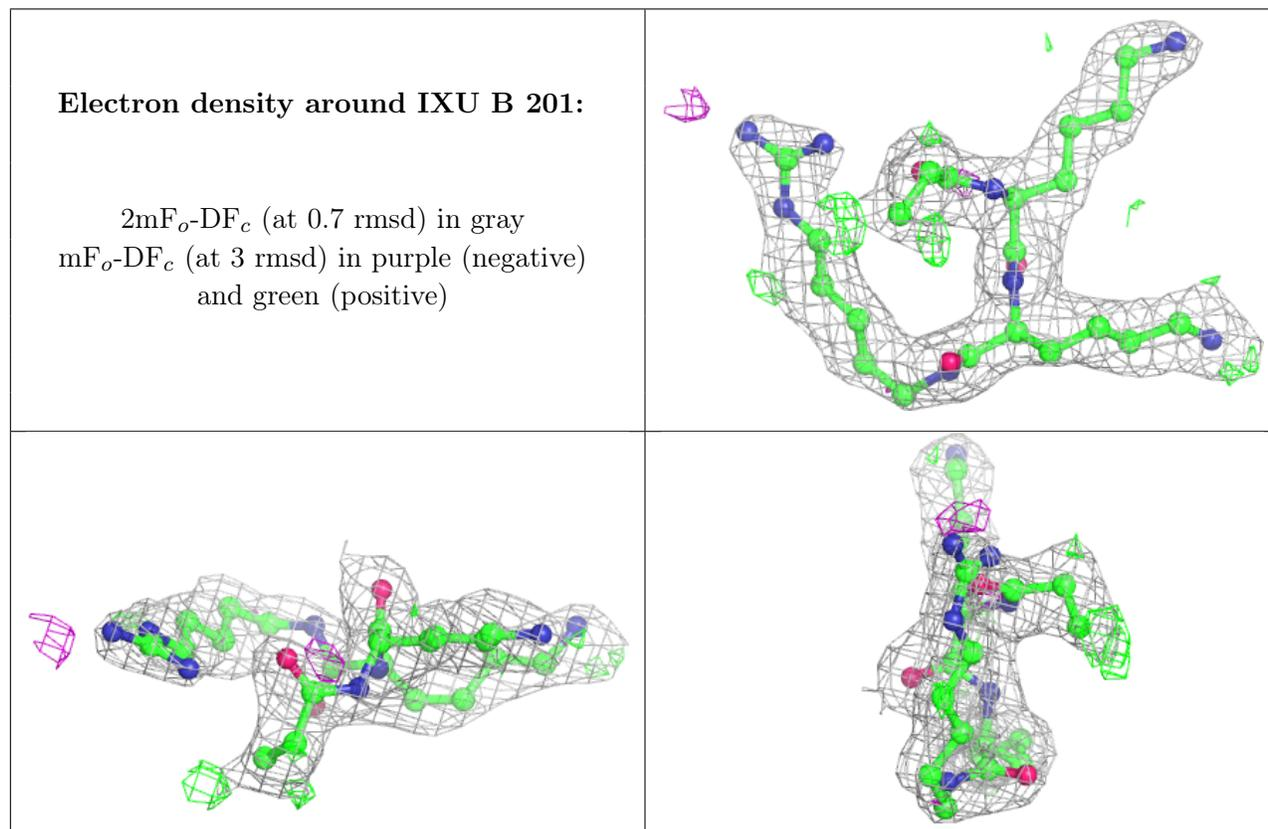 Electron density around IXU B 201:
2mFo-DFc (at 0.7 rmsd) in gray
mFo-DFc (at 3 rmsd) in purple (negative)
and green (positive)